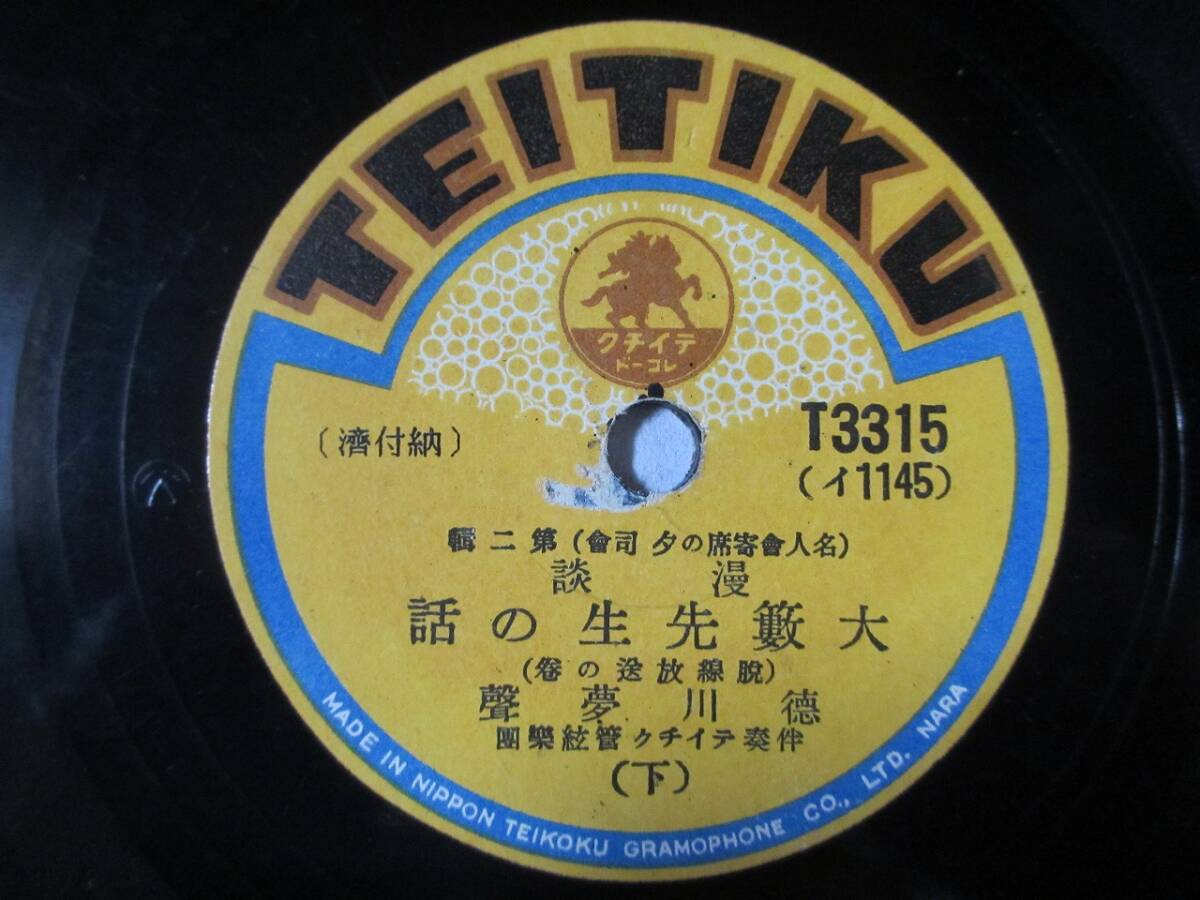 TEITIKU
テイチク
レコード
T3315
(イ1145)
〔納付濟〕
(名人會寄席の夕 司會) 第二輯
漫談
大籔先生の話
(脫線放送の卷)
德川夢聲
伴奏テイチク管絃樂團
(下)
MADE IN NIPPON TEIKOKU GRAMOPHONE CO., LTD. NARA